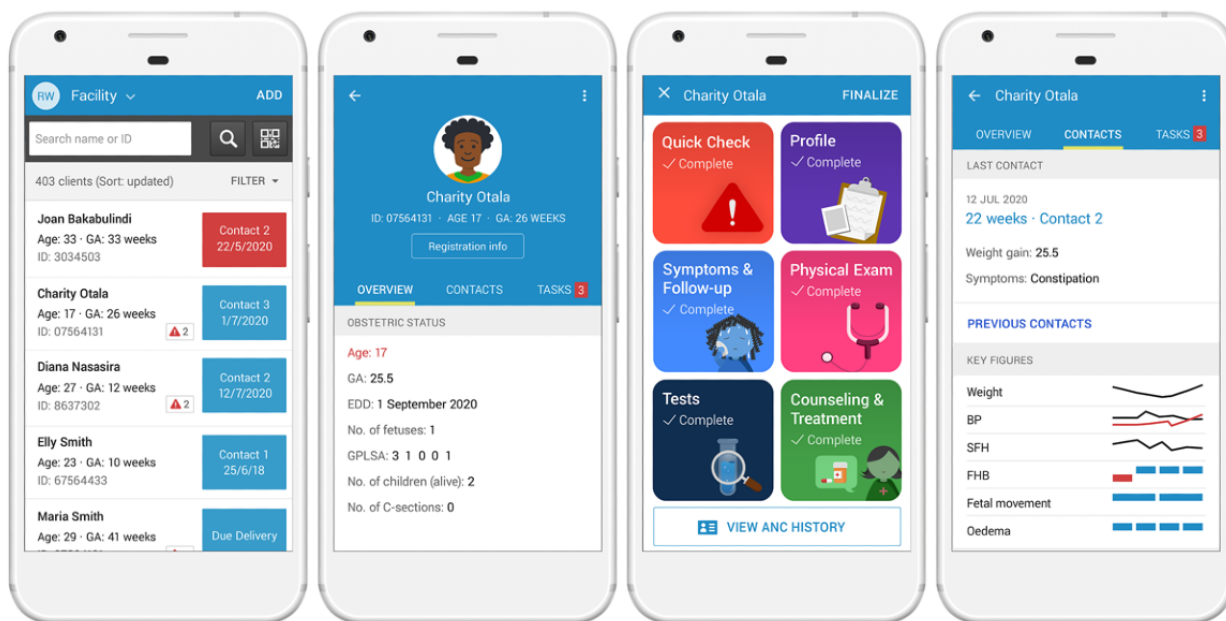 RW Facility ADD
Search name or ID
403 clients (Sort: updated) FILTER
Joan Bakabulindi
Age: 33 · GA: 33 weeks
ID: 3034503
Contact 2
22/5/2020
Charity Otala
Age: 17 · GA: 26 weeks
ID: 07564131
2
Contact 3
1/7/2020
Diana Nasasira
Age: 27 · GA: 12 weeks
ID: 8637302
2
Contact 2
12/7/2020
Elly Smith
Age: 23 · GA: 10 weeks
ID: 67564433
Contact 1
25/6/18
Maria Smith
Age: 29 · GA: 41 weeks
Due Delivery
Charity Otala
ID: 07564131 · AGE 17 · GA: 26 WEEKS
Registration info
OVERVIEW CONTACTS TASKS 3
OBSTETRIC STATUS
Age: 17
GA: 25.5
EDD: 1 September 2020
No. of fetuses: 1
GPLSA: 3 1 0 0 1
No. of children (alive): 2
No. of C-sections: 0
Charity Otala FINALIZE
Quick Check
Complete
Profile
Complete
Symptoms &
Follow-up
Complete
Physical Exam
Complete
Tests
Complete
Counseling &
Treatment
Complete
VIEW ANC HISTORY
Charity Otala
OVERVIEW CONTACTS TASKS 3
LAST CONTACT
12 JUL 2020
22 weeks · Contact 2
Weight gain: 25.5
Symptoms: Constipation
PREVIOUS CONTACTS
KEY FIGURES
Weight
BP
SFH
FHB
Fetal movement
Oedema